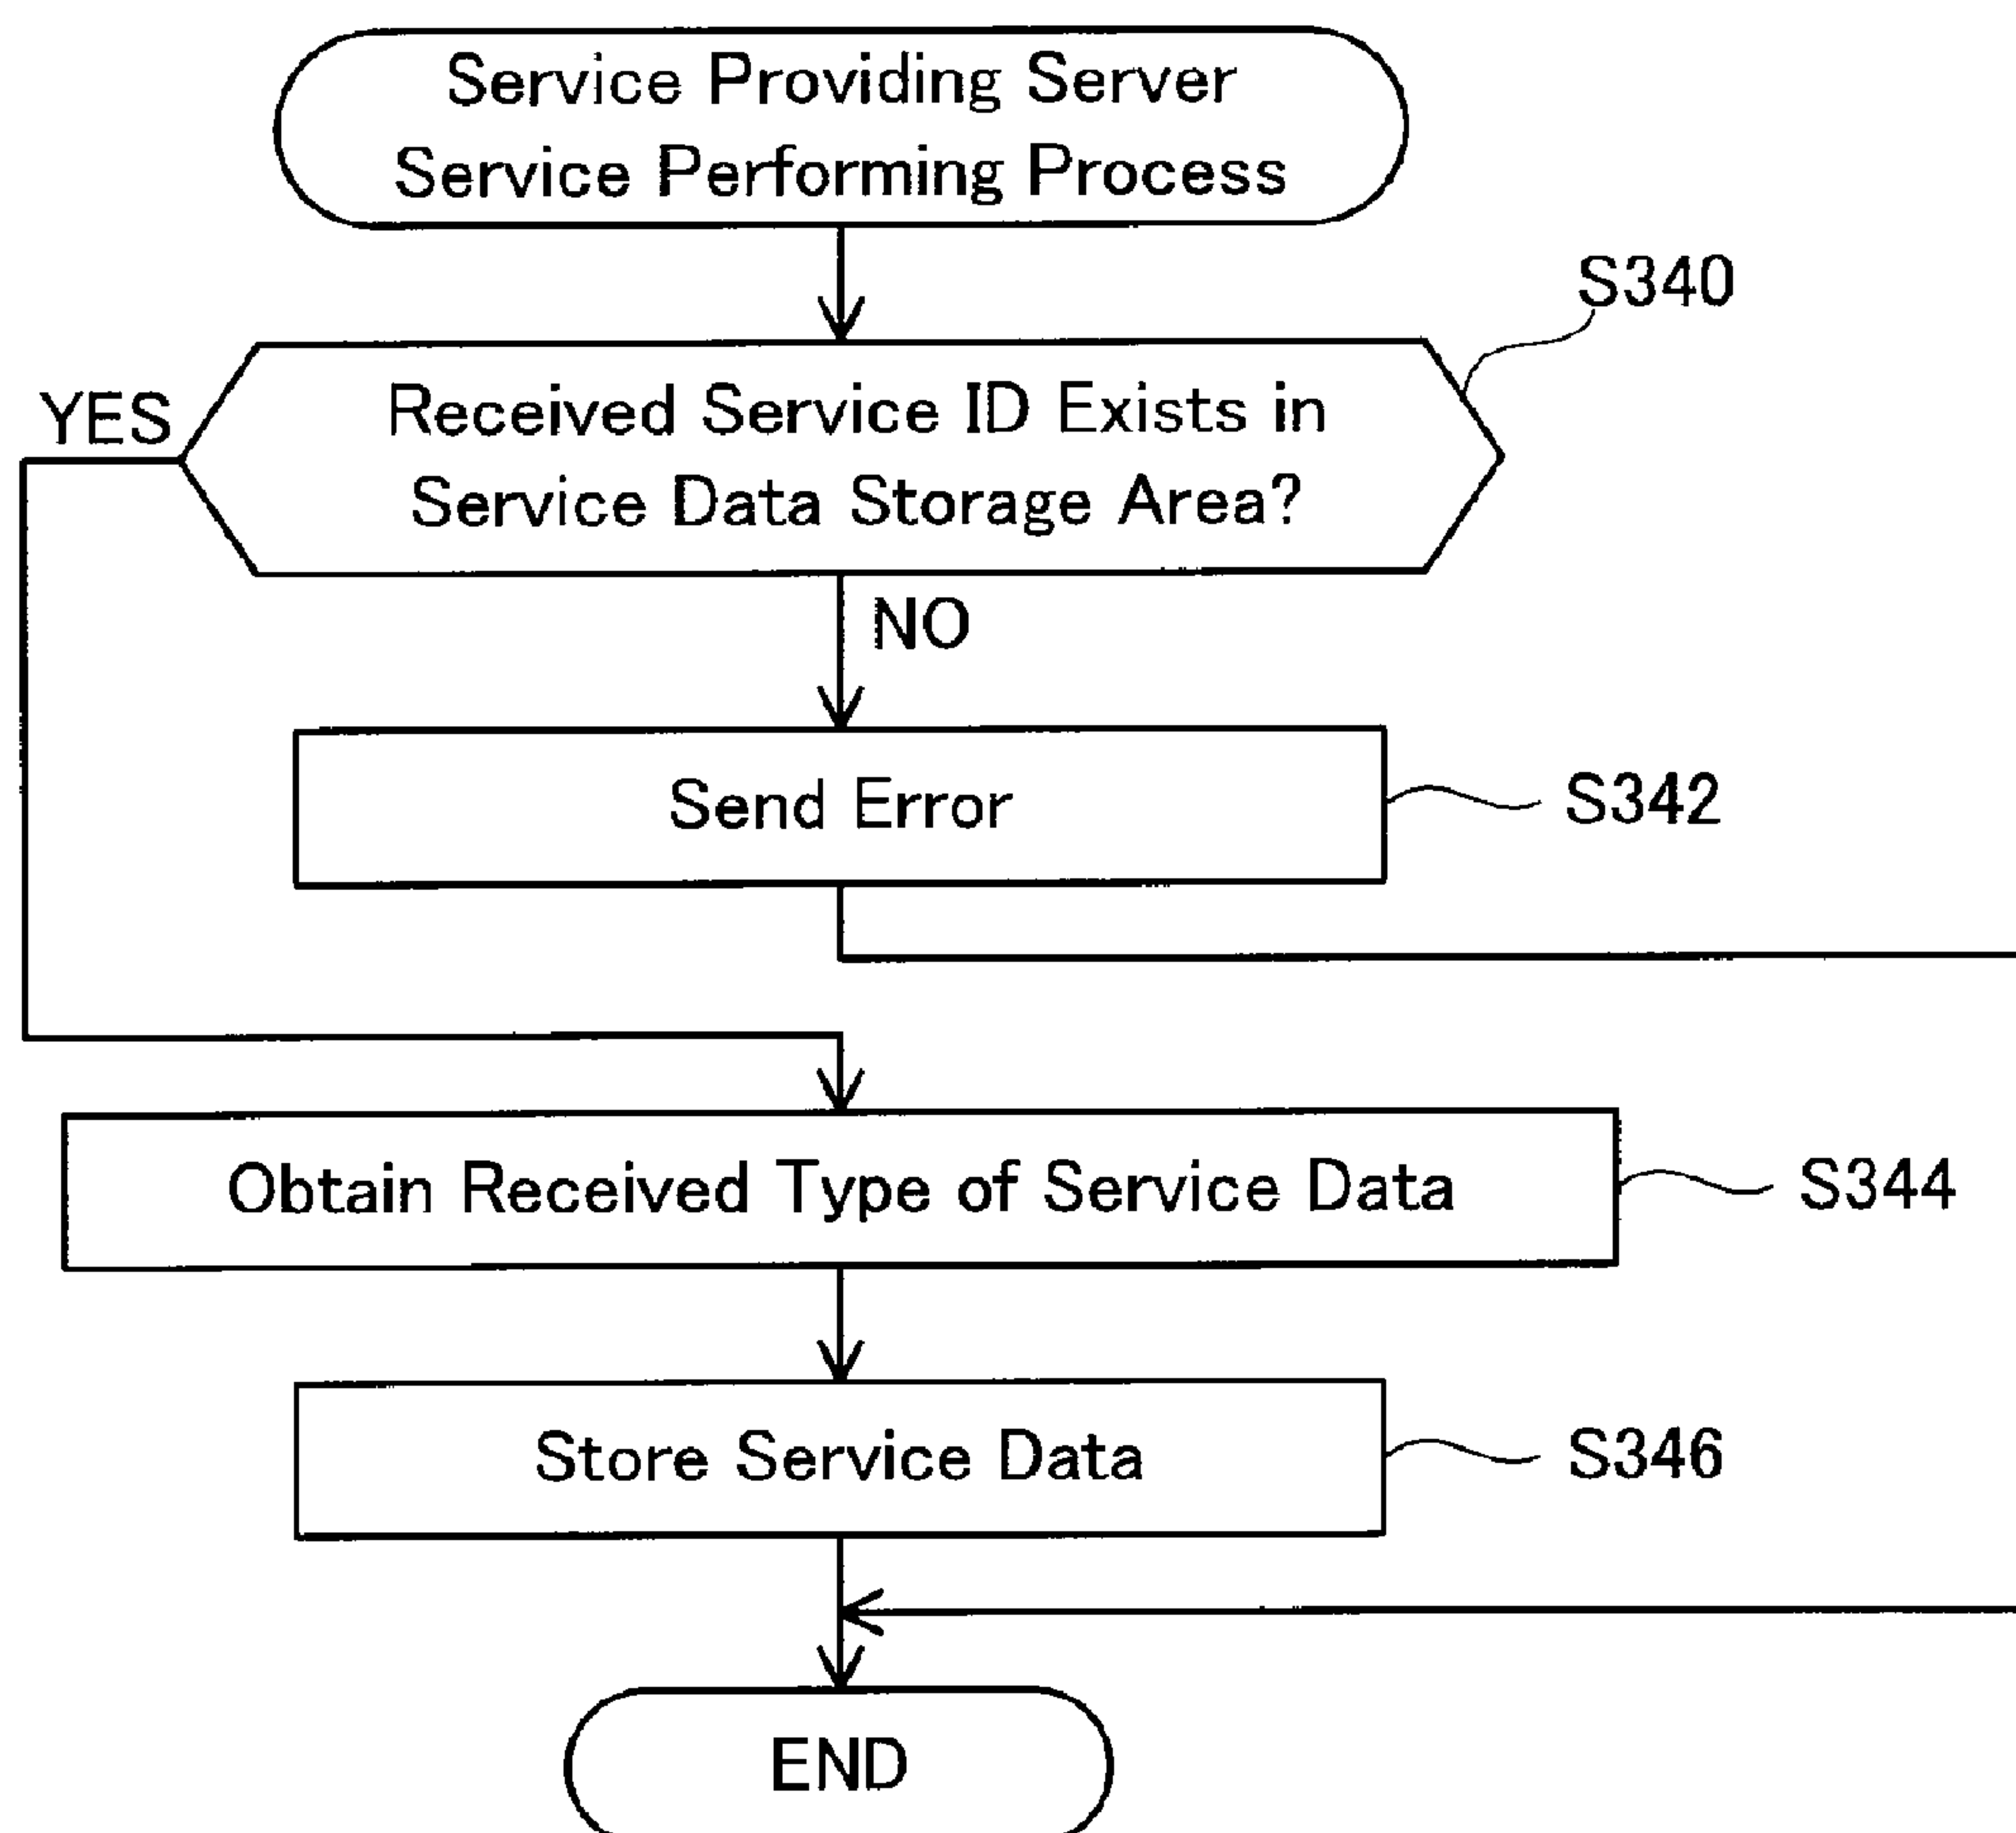 Service Providing Server
Service Performing Process
S340
YES
Received Service ID Exists in
Service Data Storage Area?
NO
Send Error
S342
Obtain Received Type of Service Data
S344
Store Service Data
S346
END